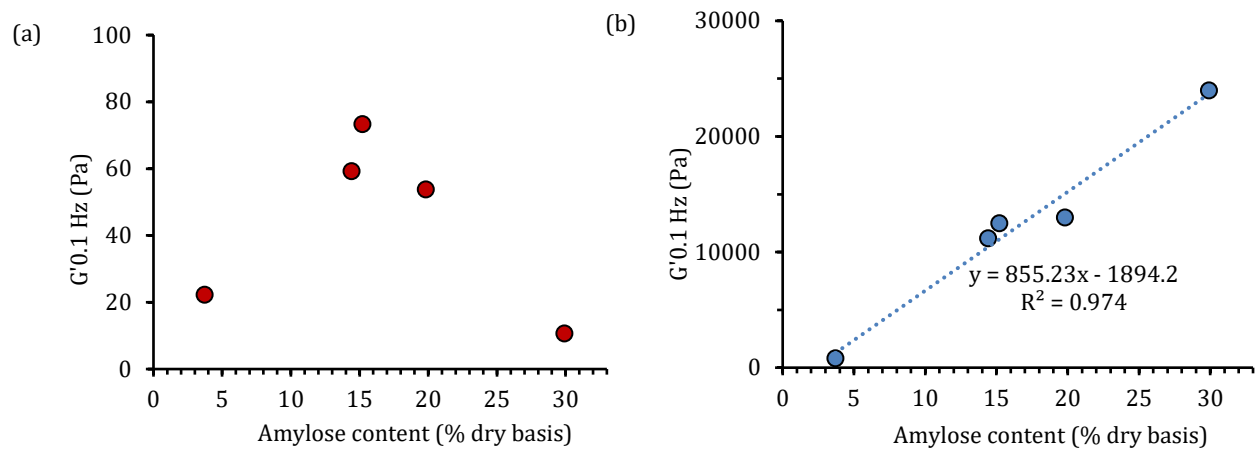 (a)
100
80
60
40
20
0
G'0.1 Hz (Pa)
0 5 10 15 20 25 30
Amylose content (% dry basis)
(b)
30000
20000
10000
0
G'0.1 Hz (Pa)
y = 855.23x - 1894.2
R² = 0.974
0 5 10 15 20 25 30
Amylose content (% dry basis)